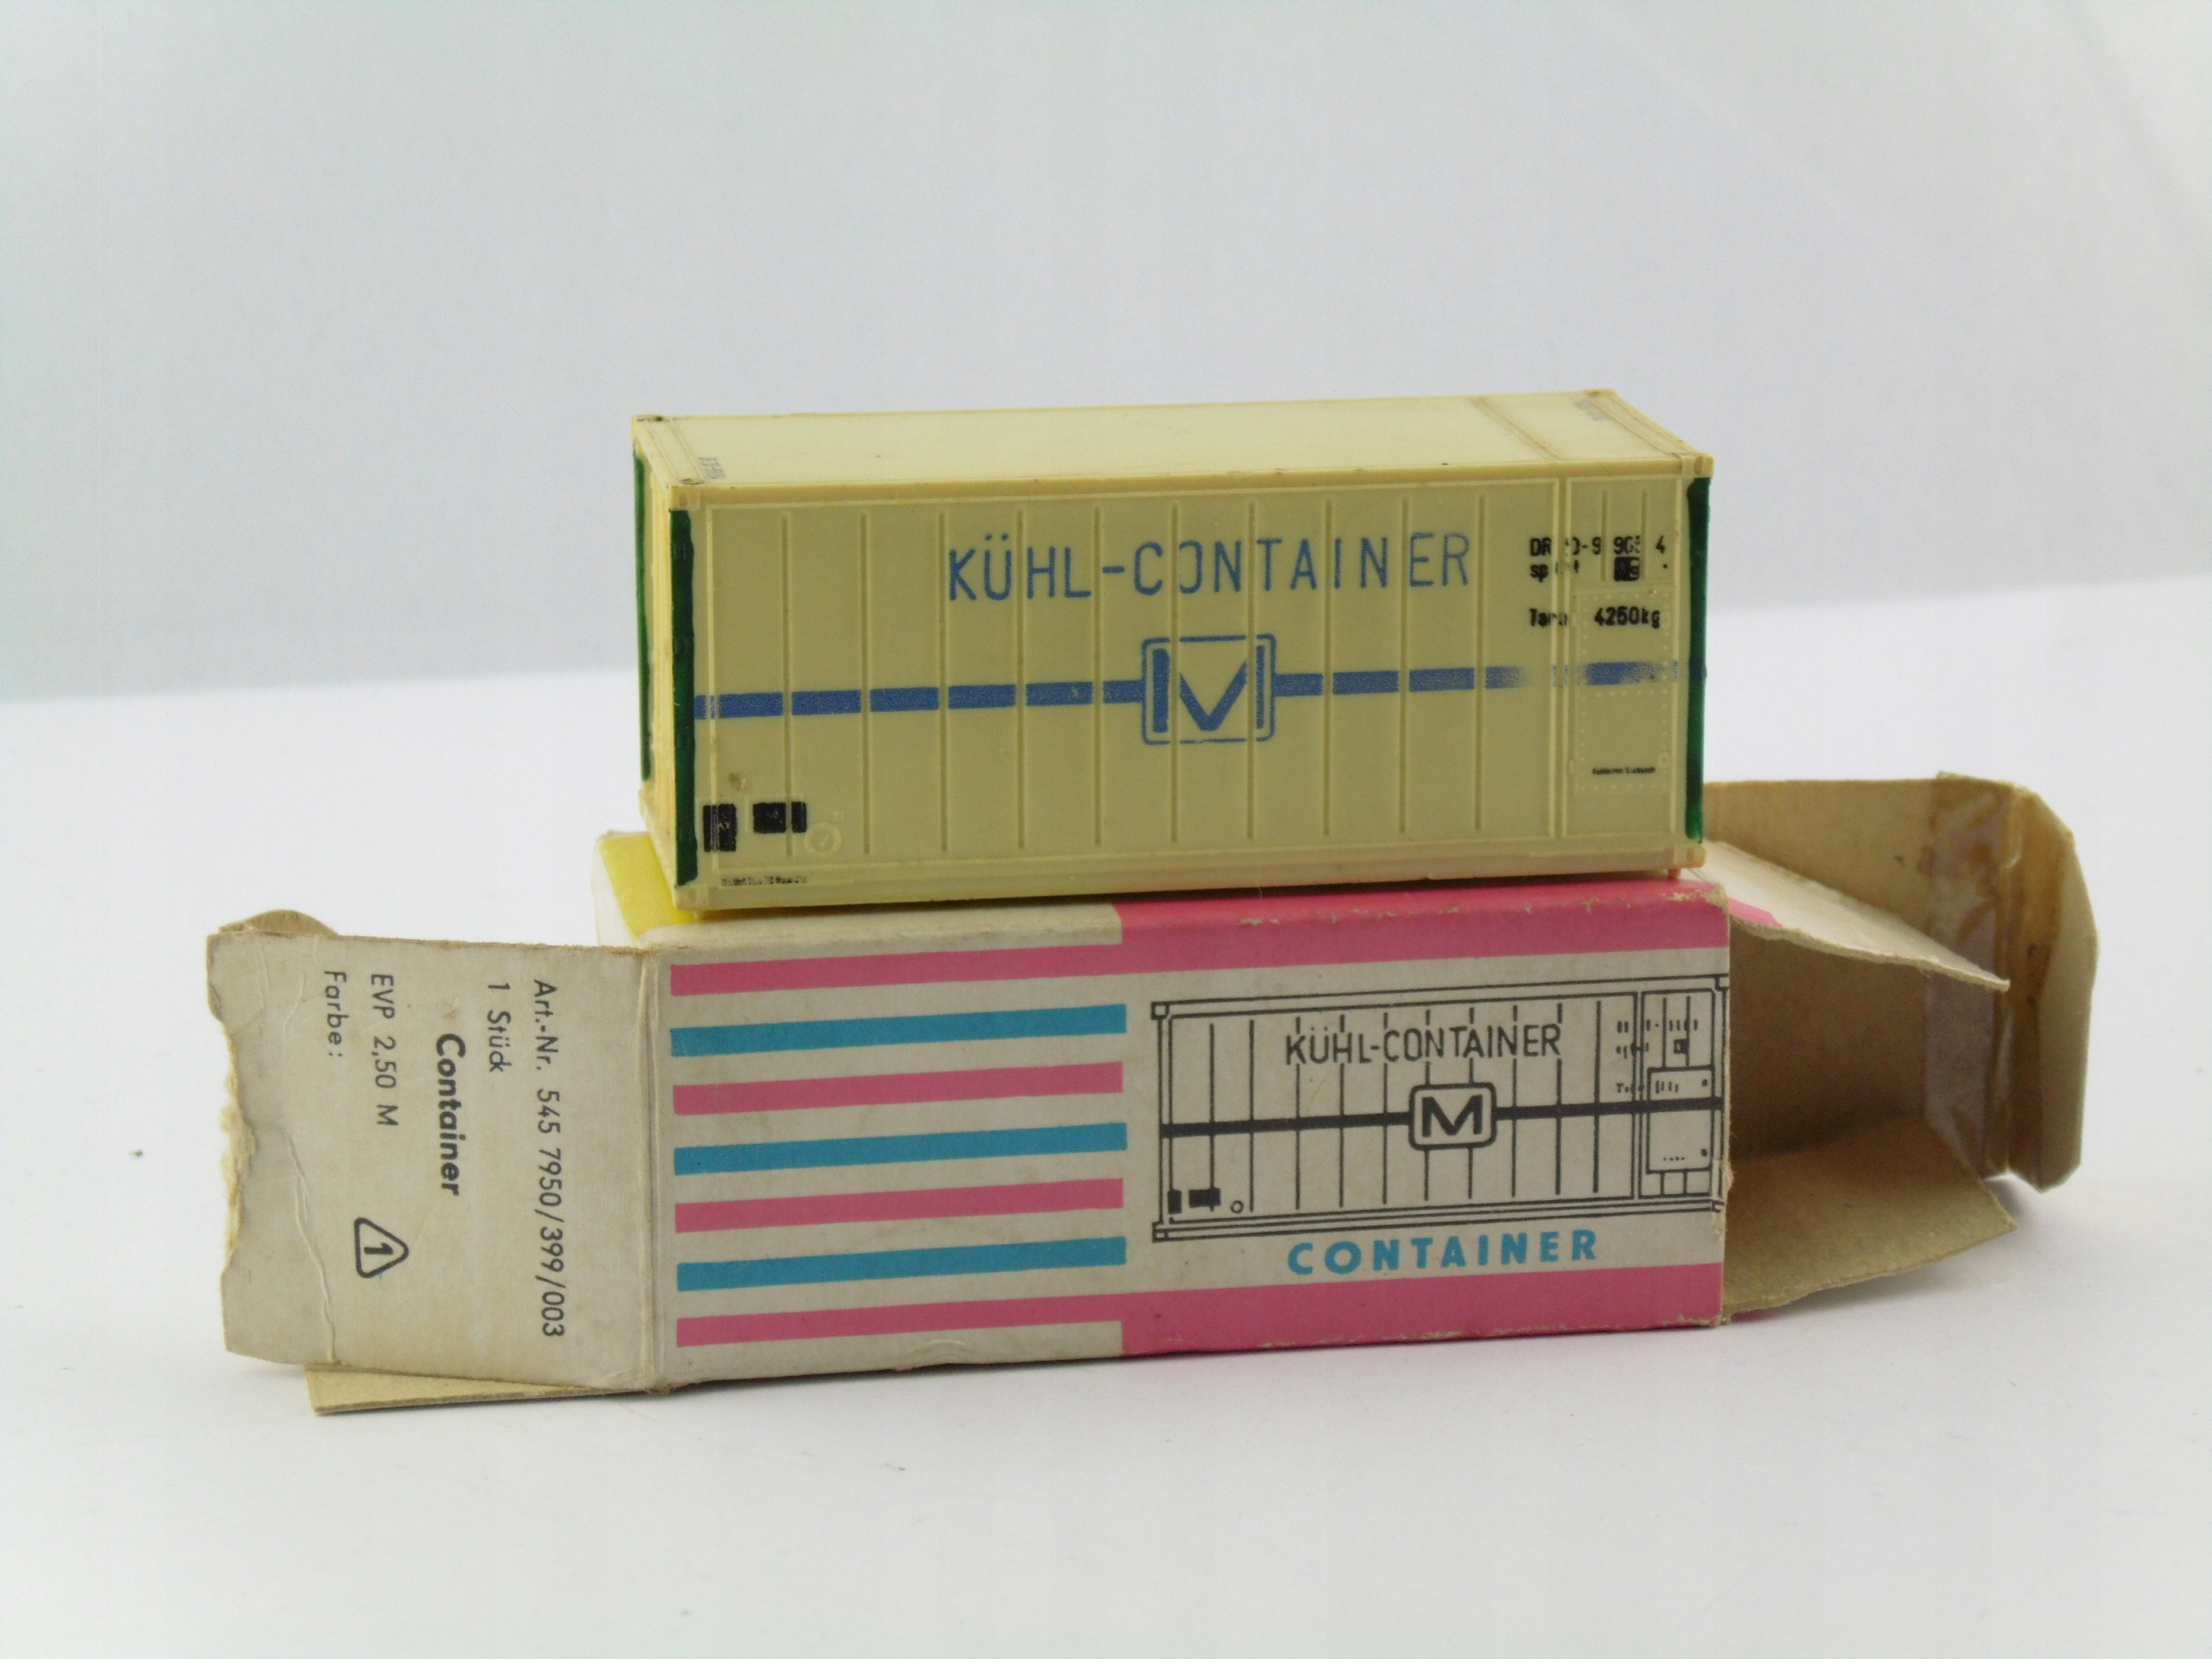 KÜHL-CONTAINER
DR
4250kg
M
Art.-Nr. 545 7950/399/003
1 Stück
Container
EVP 2,50 M
Farbe:
1
KÜHL-CONTAINER
M
CONTAINER